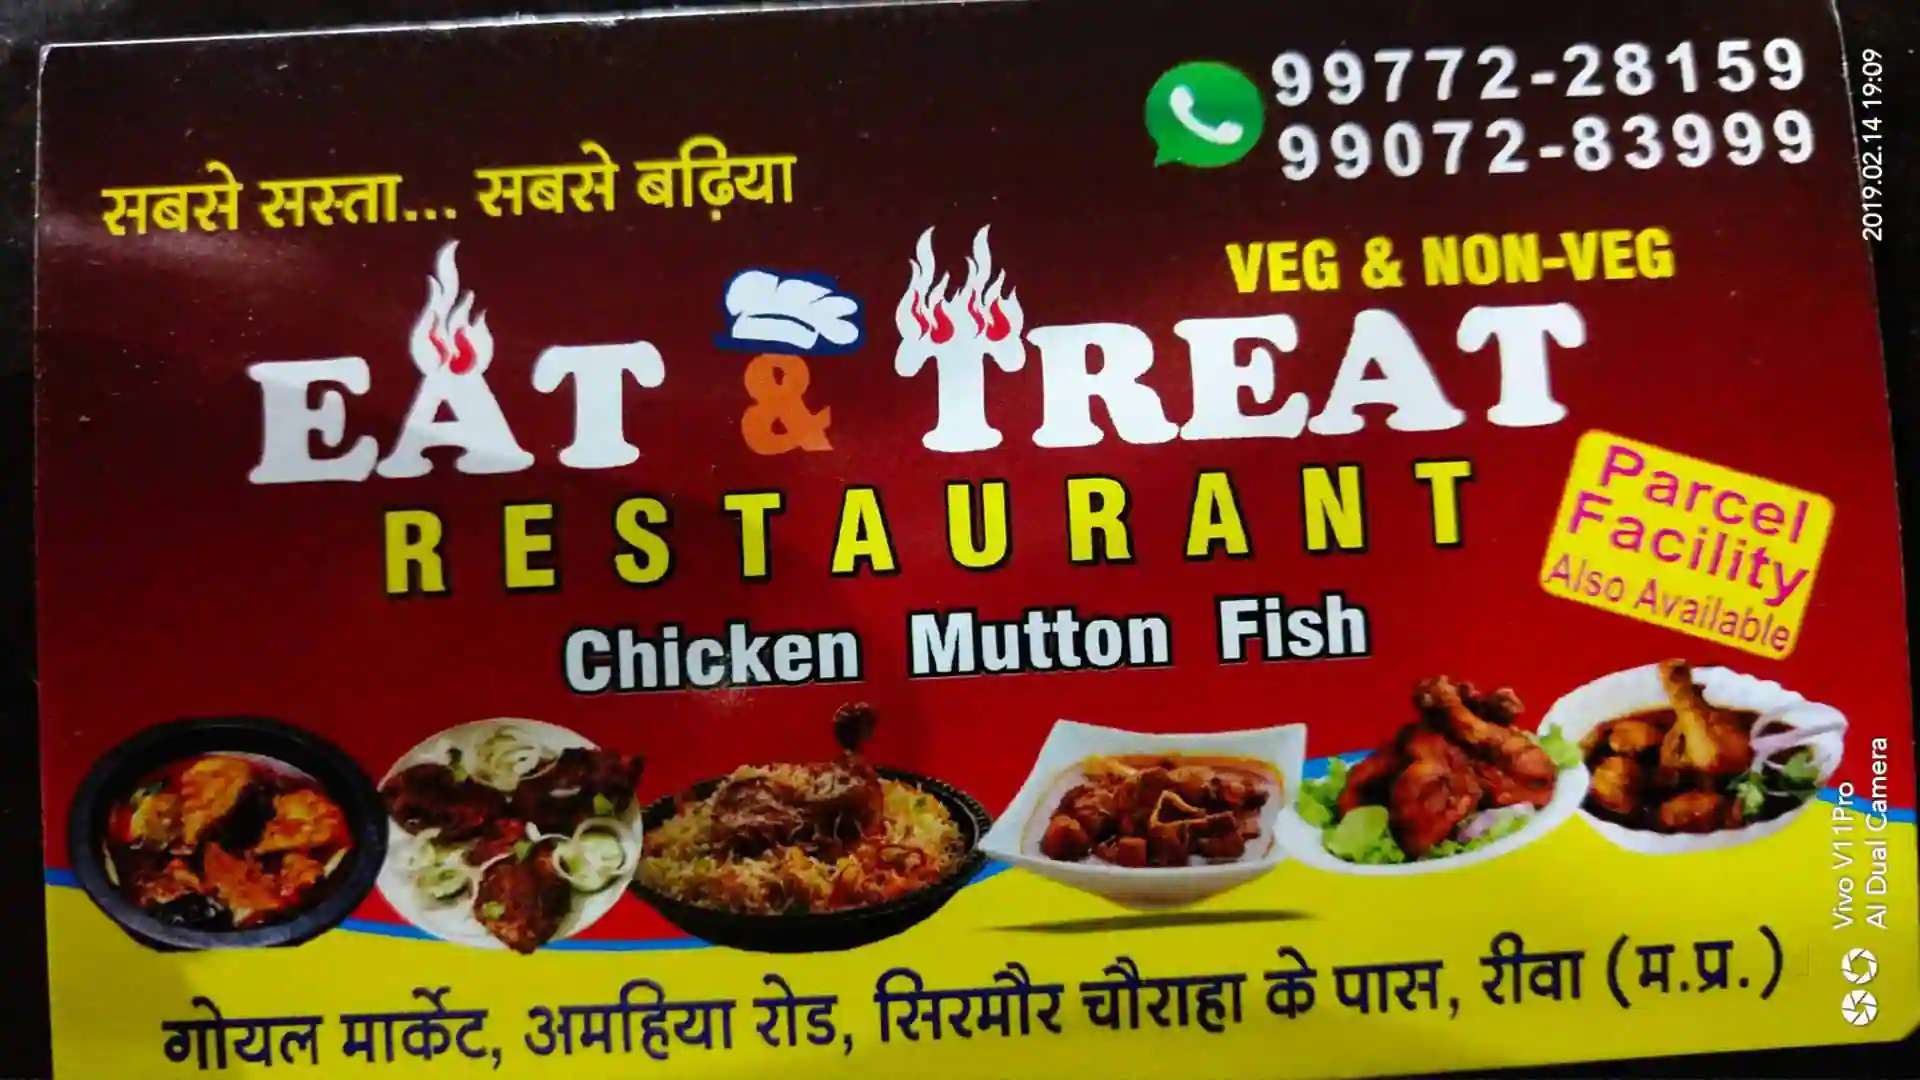 99772-28159
99072-83999
सबसे सस्ता... सबसे बढ़िया
VEG & NON-VEG
EAT & TREAT
RESTAURANT
Parcel
Facility
Also Available
Chicken Mutton Fish
गोयल मार्केट, अमहिया रोड, सिरमौर चौराहा के पास, रीवा (म.प्र.)
2019.02.14 19:09
Vivo V11Pro
AI Dual Camera